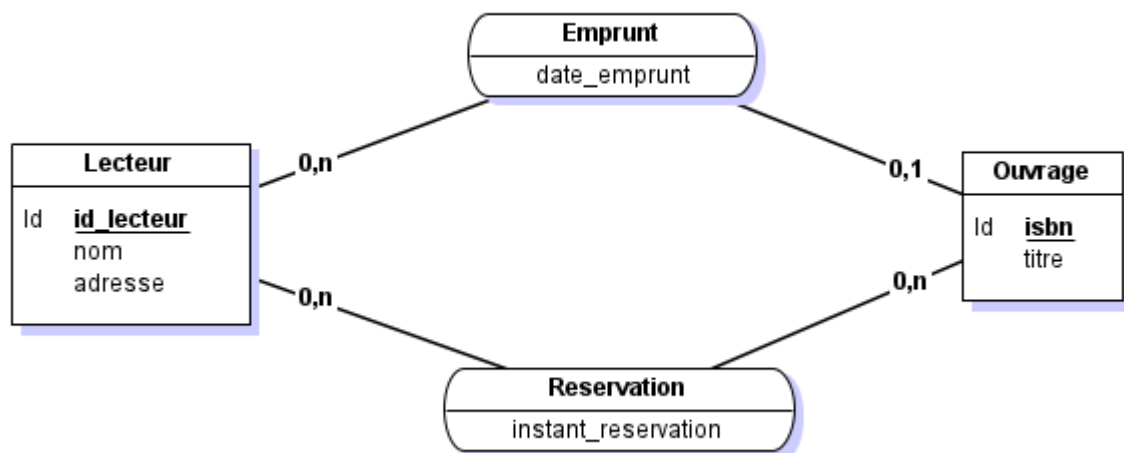 Emprunt
date_emprunt
Lecteur
Id id_lecteur
nom
adresse
0,n
0,1
Ouvrage
Id isbn
titre
0,n
0,n
Reservation
instant_reservation